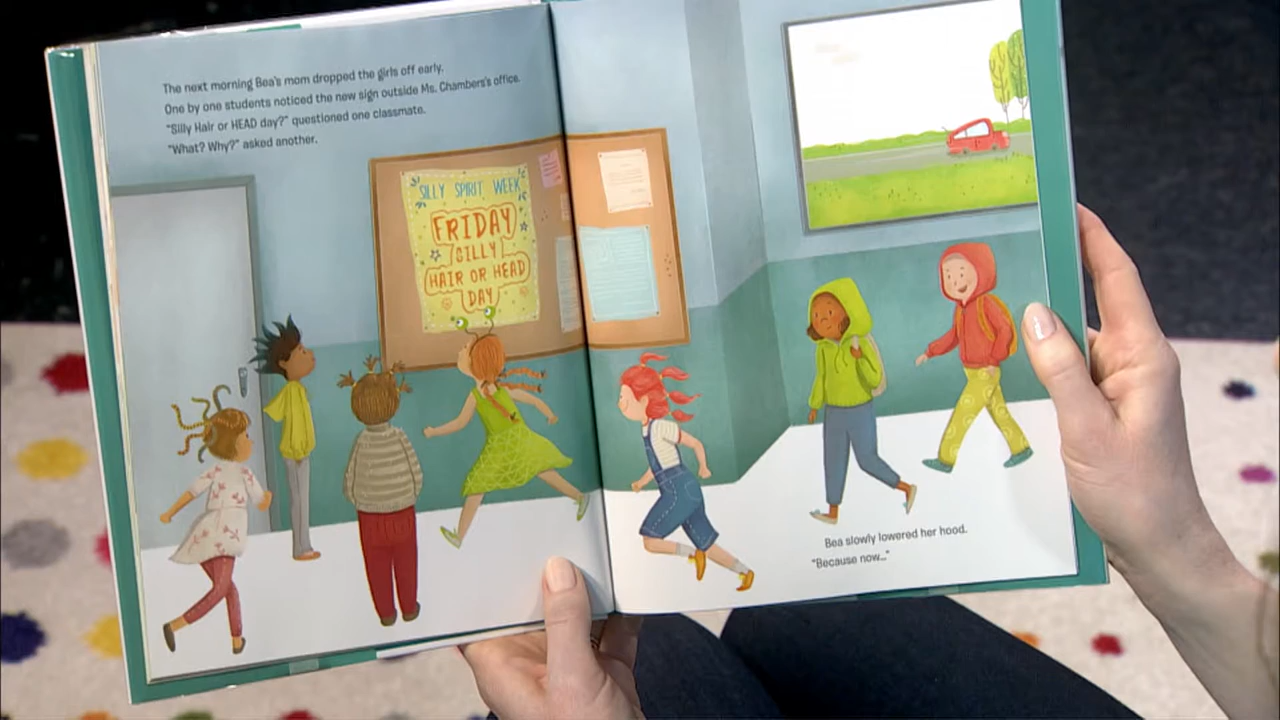 The next morning Bea's mom dropped the girls off early.
One by one students noticed the new sign outside Ms. Chambers's office.
"Silly Hair or HEAD day?" questioned one classmate.
"What? Why?" asked another.
SILLY SPIRIT WEEK
FRIDAY
SILLY
HAIR OR HEAD
DAY
Bea slowly lowered her hood.
"Because now..."